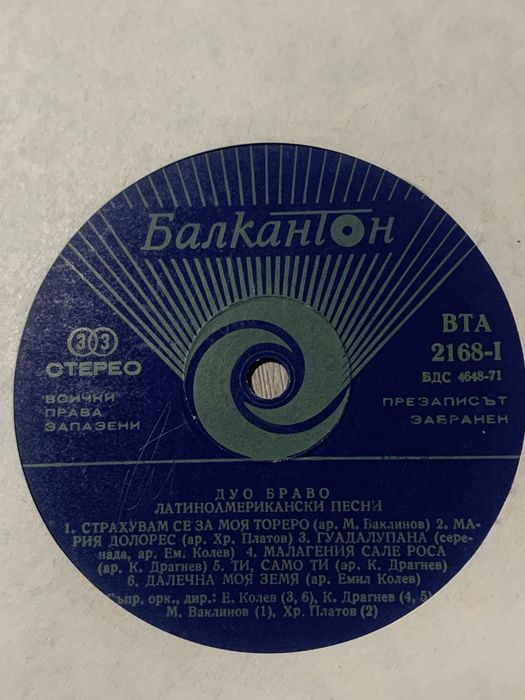 Балкантон
33
СТЕРЕО
ВСИЧКИ
ПРАВА
ЗАПАЗЕНИ
ВТА
2168-I
БДС 4648-71
ПРЕЗАПИСЪТ
ЗАБРАНЕН
ДУО БРАВО
ЛАТИНОАМЕРИКАНСКИ ПЕСНИ
1. СТРАХУВАМ СЕ ЗА МОЯ ТОРЕРО (ар. М. Ваклинов) 2. МА-
РИЯ ДОЛОРЕС (ар. Хр. Платов) 3. ГУАДАЛУПАНА (сере-
нада, ар. Ем. Колев) 4. МАЛАГЕНИЯ САЛЕ РОСА
(ар. К. Драгнев) 5. ТИ, САМО ТИ (ар. К. Драгнев)
6. ДАЛЕЧНА МОЯ ЗЕМЯ (ар. Емил Колев)
Съпр. орк., дир.: Е. Колев (3, 6), К. Драгнев (4, 5)
М. Ваклинов (1), Хр. Платов (2)